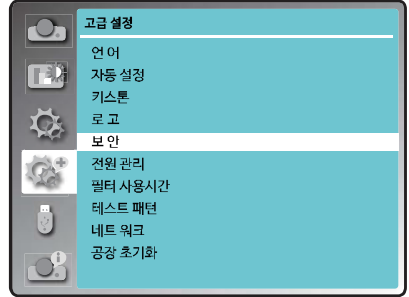 고급 설정
언 어
자동 설정
키스톤
로 고
보 안
전원 관리
필터 사용시간
테스트 패턴
네트 워크
공장 초기화